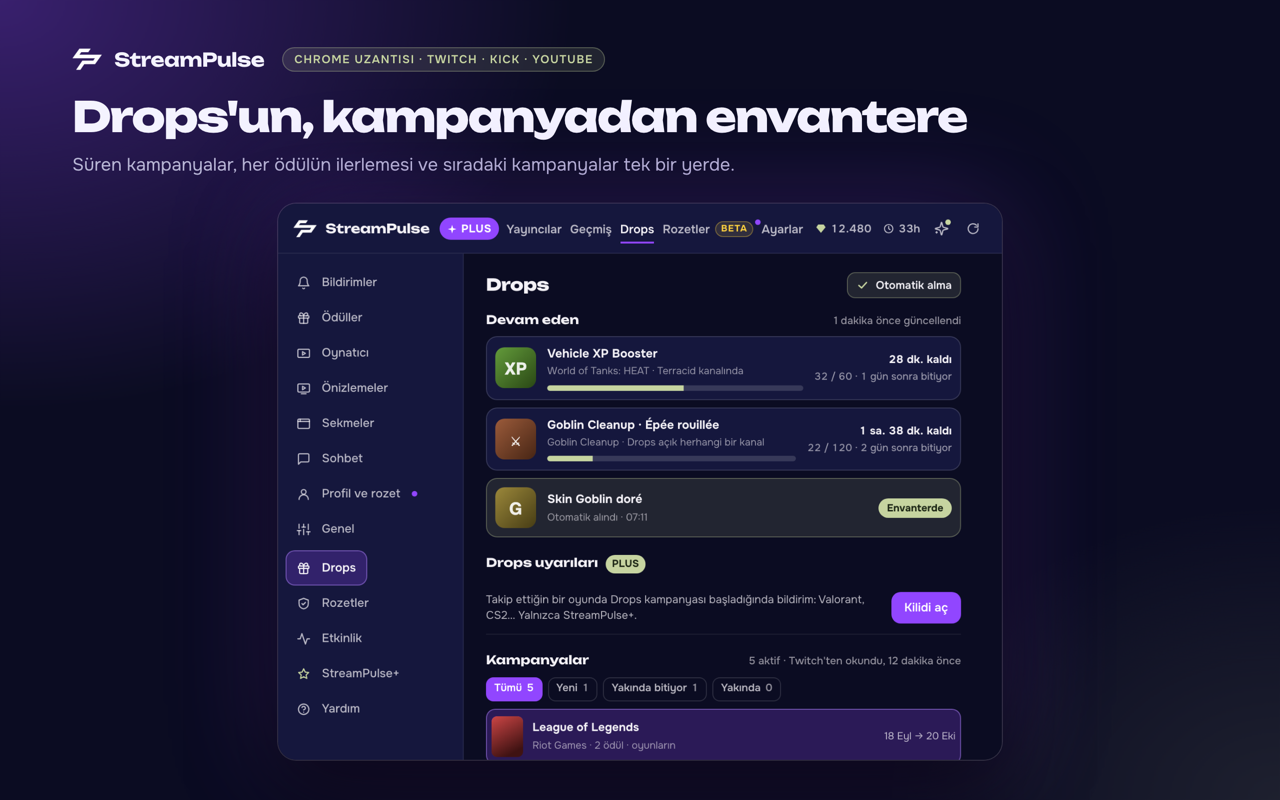 StreamPulse
CHROME UZANTISI · TWITCH · KICK · YOUTUBE
Drops'un, kampanyadan envantere
Süren kampanyalar, her ödülün ilerlemesi ve sıradaki kampanyalar tek bir yerde.
StreamPulse
PLUS
Yayıncılar
Geçmiş
Drops
Rozetler
BETA
Ayarlar
12.480
33h
Bildirimler
Ödüller
Oynatıcı
Önizlemeler
Sekmeler
Sohbet
Profil ve rozet
Genel
Drops
Rozetler
Etkinlik
StreamPulse+
Yardım
Drops
Otomatik alma
Devam eden
1 dakika önce güncellendi
XP
Vehicle XP Booster
World of Tanks: HEAT · Terracid kanalında
28 dk. kaldı
32 / 60 · 1 gün sonra bitiyor
Goblin Cleanup · Épée rouillée
Goblin Cleanup · Drops açık herhangi bir kanal
1 sa. 38 dk. kaldı
22 / 120 · 2 gün sonra bitiyor
G
Skin Goblin doré
Otomatik alındı · 07:11
Envanterde
Drops uyarıları
PLUS
Takip ettiğin bir oyunda Drops kampanyası başladığında bildirim: Valorant,
CS2... Yalnızca StreamPulse+.
Kilidi aç
Kampanyalar
5 aktif · Twitch'ten okundu, 12 dakika önce
Tümü 5
Yeni 1
Yakında bitiyor 1
Yakında 0
League of Legends
Riot Games · 2 ödül · oyunların
18 Eyl → 20 Eki